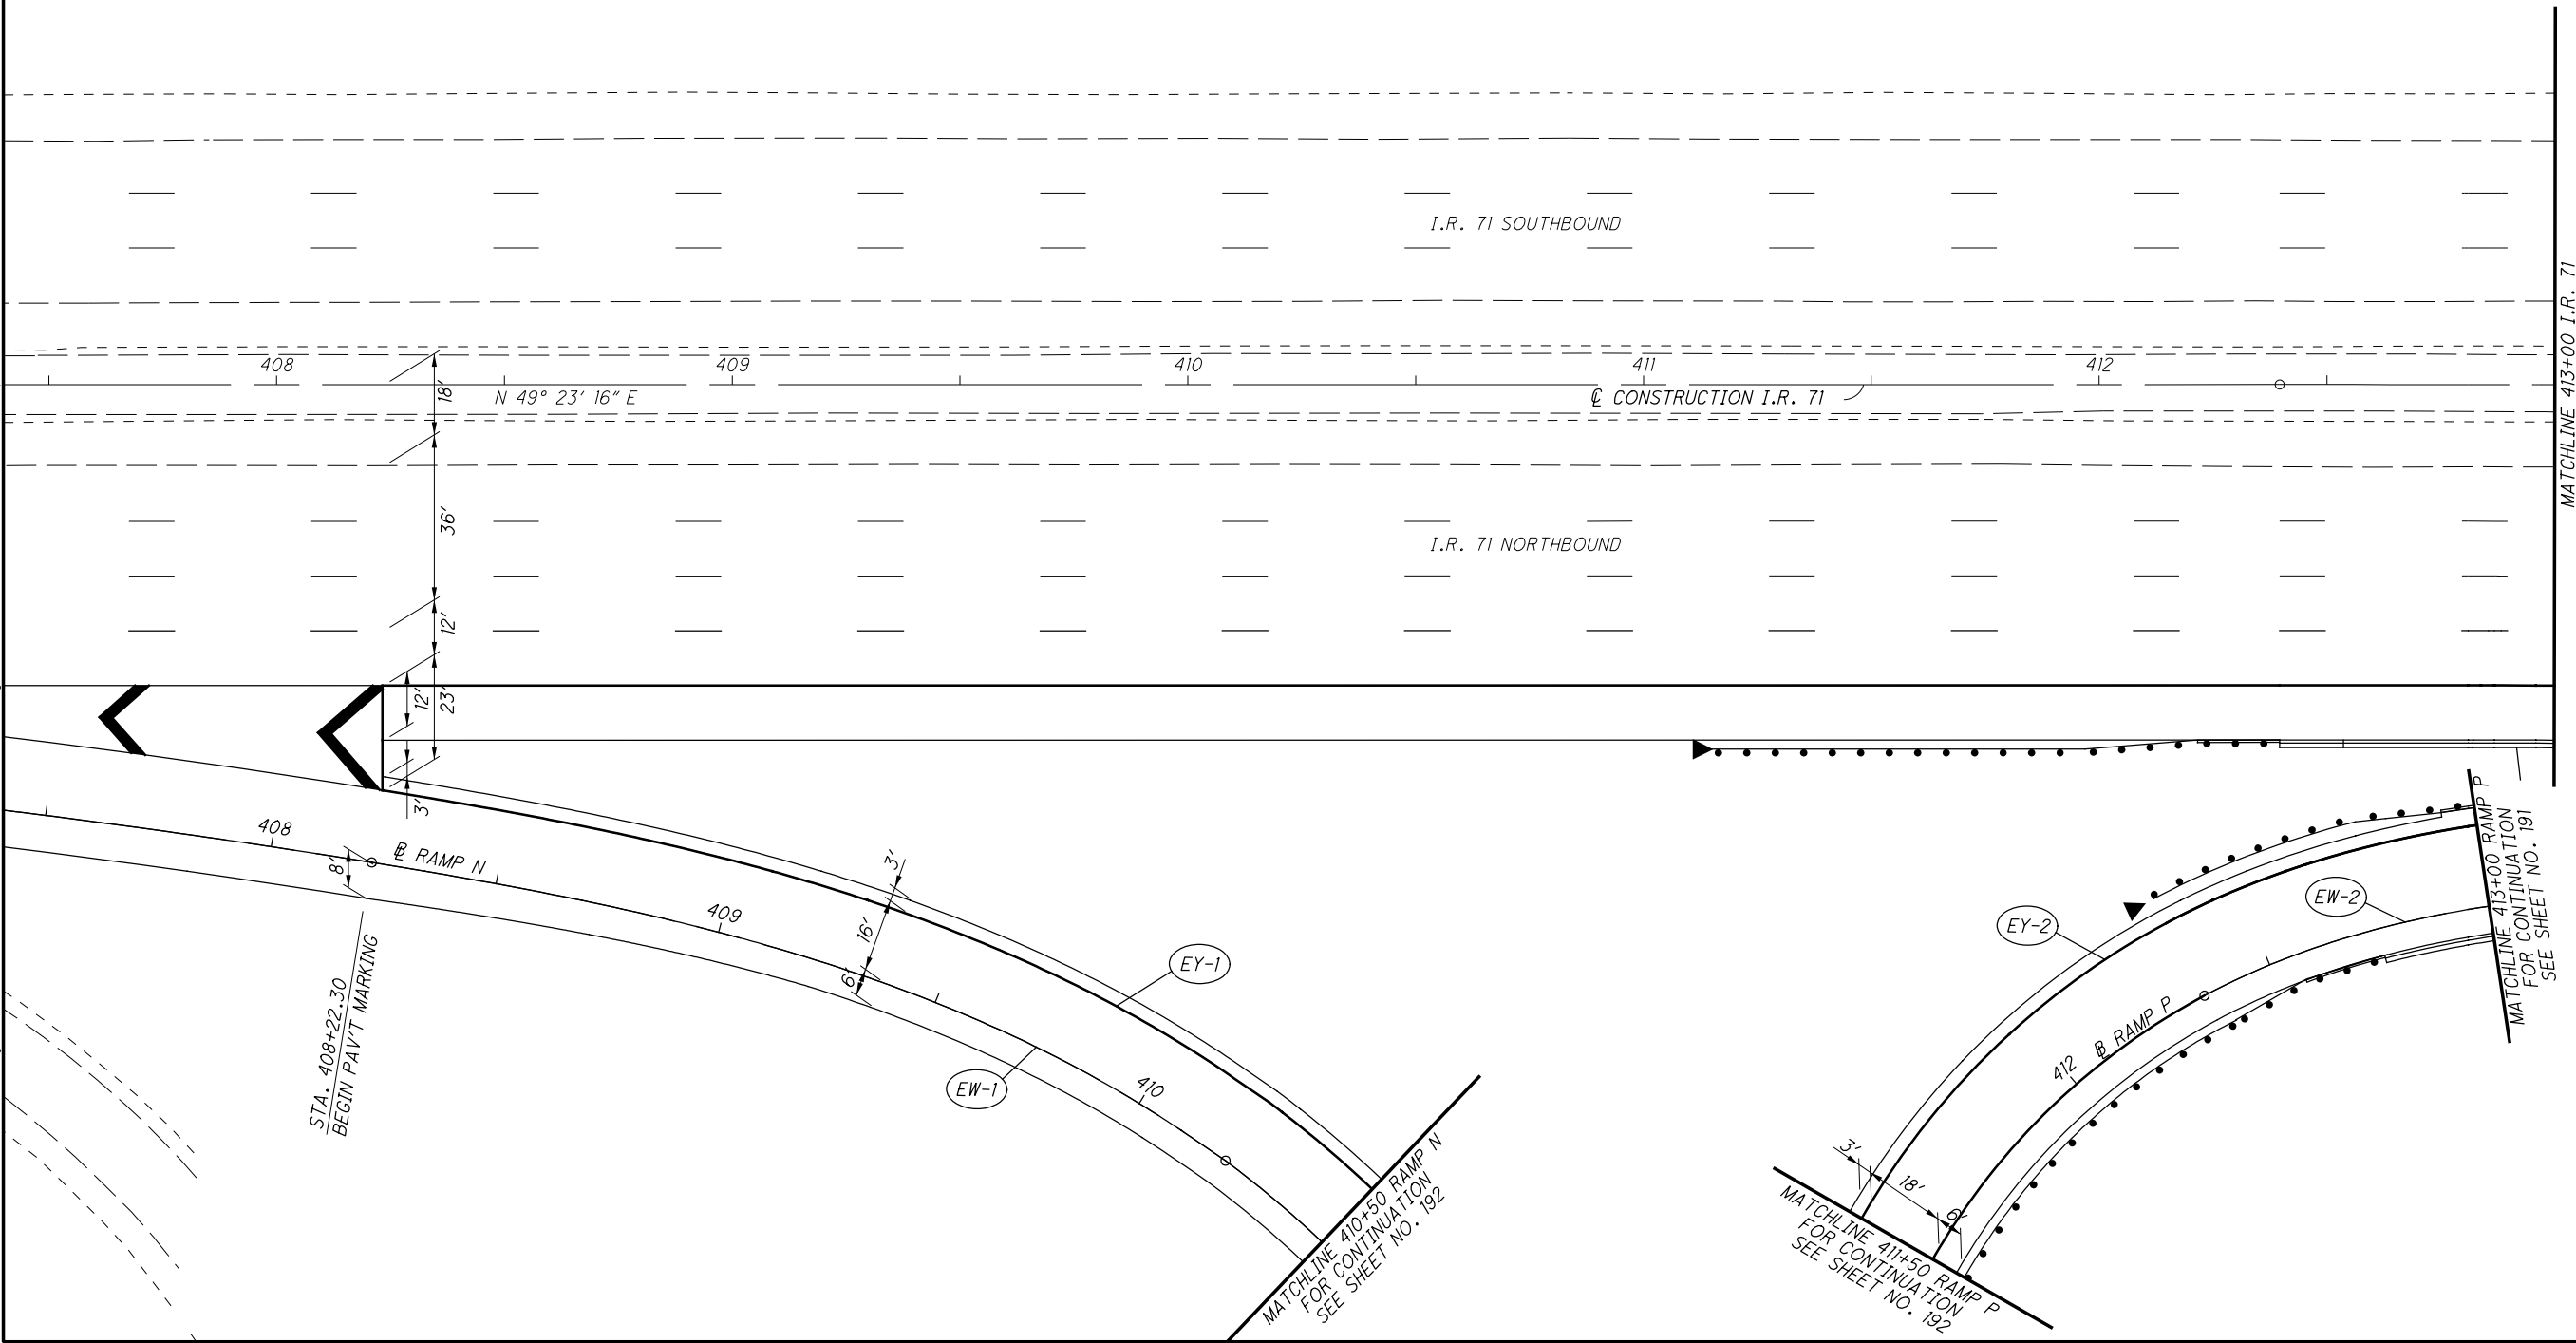 I.R. 71 SOUTHBOUND
408
409
410
411
412
N 49° 23' 16" E
℄ CONSTRUCTION I.R. 71
MATCHLINE 413+00 I.R. 71
18'
36'
I.R. 71 NORTHBOUND
12'
12'
23'
3'
408
℄ RAMP N
8'
409
3'
16'
6'
EY-1
EW-1
410
STA. 408+22.30
BEGIN PAV'T MARKING
MATCHLINE 410+50 RAMP N
FOR CONTINUATION
SEE SHEET NO. 192
EY-2
EW-2
MATCHLINE 413+00 RAMP P
FOR CONTINUATION
SEE SHEET NO. 191
412
℄ RAMP P
3'
18'
6'
MATCHLINE 411+50 RAMP P
FOR CONTINUATION
SEE SHEET NO. 192